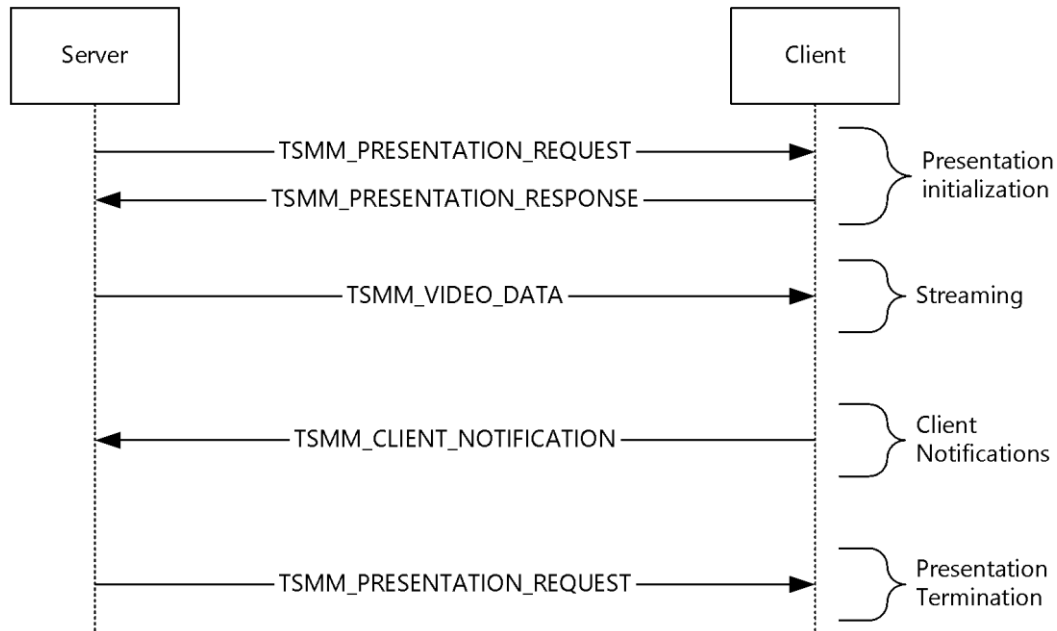 Server
Client
TSMM_PRESENTATION_REQUEST
Presentation
initialization
TSMM_PRESENTATION_RESPONSE
TSMM_VIDEO_DATA
Streaming
TSMM_CLIENT_NOTIFICATION
Client
Notifications
TSMM_PRESENTATION_REQUEST
Presentation
Termination